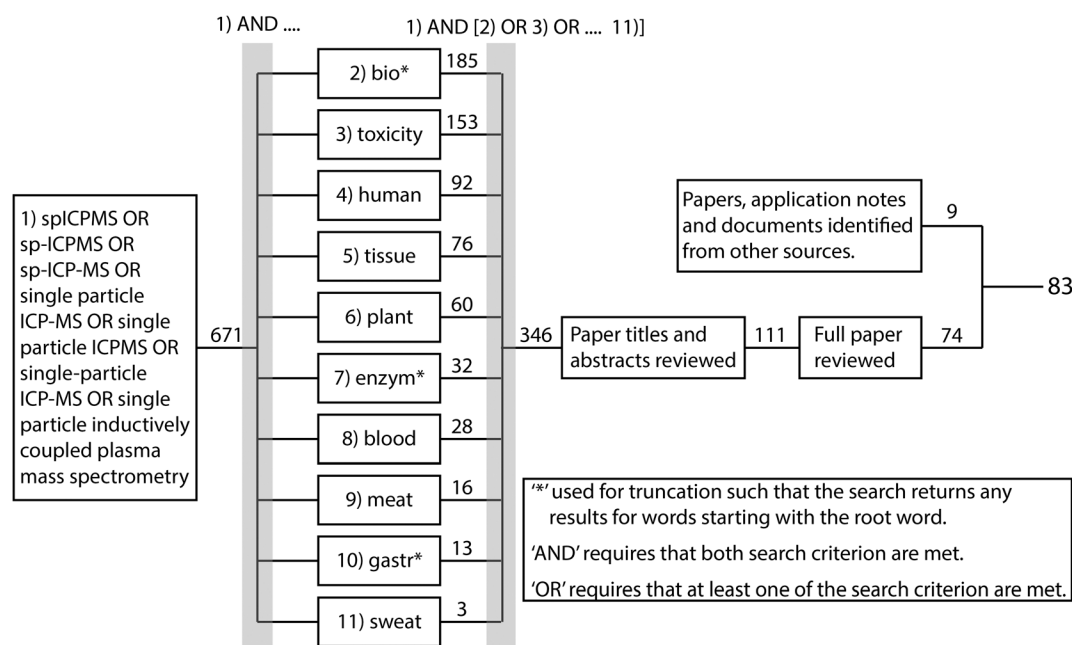 1) AND ....
1) AND [2) OR 3) OR .... 11)]
1) spICPMS OR
sp-ICPMS OR
sp-ICP-MS OR
single particle
ICP-MS OR single
particle ICPMS OR
single-particle
ICP-MS OR single
particle inductively
coupled plasma
mass spectrometry
671
2) bio*
185
3) toxicity
153
4) human
92
5) tissue
76
6) plant
60
7) enzym*
32
8) blood
28
9) meat
16
10) gastr*
13
11) sweat
3
346
Paper titles and
abstracts reviewed
111
Full paper
reviewed
74
Papers, application notes
and documents identified
from other sources.
9
83
'*' used for truncation such that the search returns any
results for words starting with the root word.
'AND' requires that both search criterion are met.
'OR' requires that at least one of the search criterion are met.